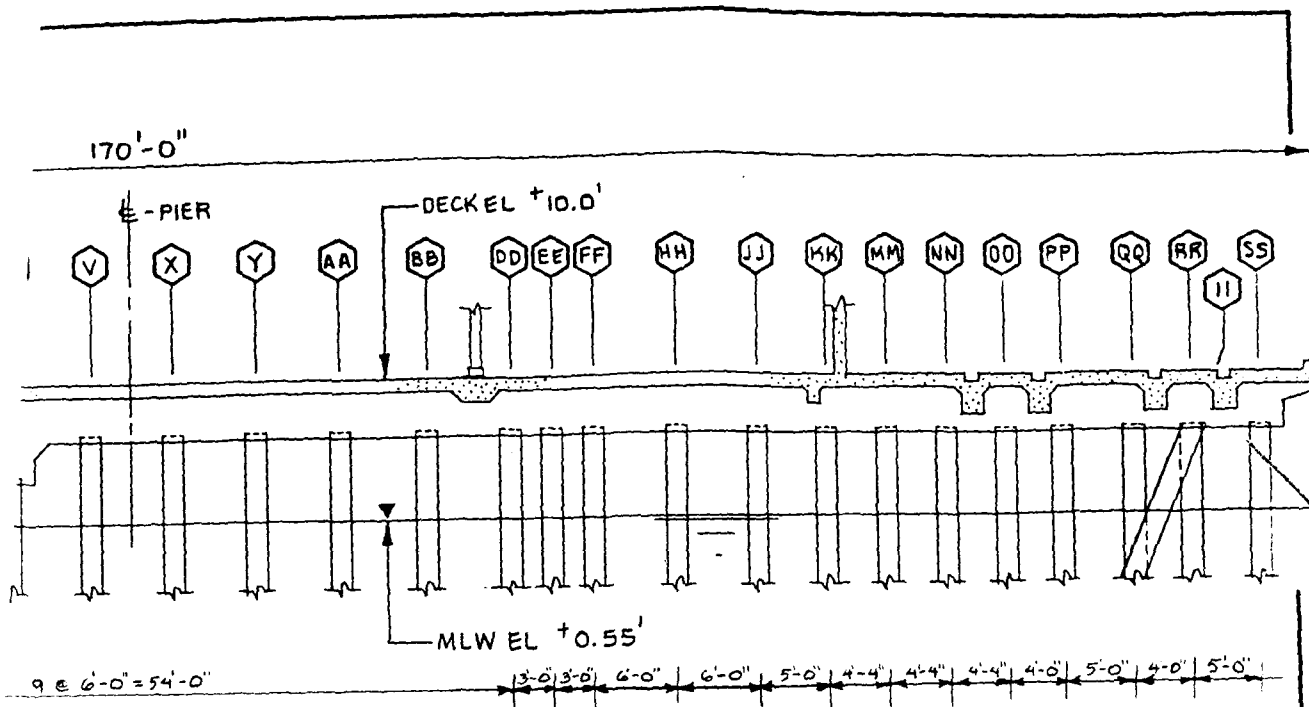 170'-0"
℄-PIER
DECK EL +10.0'
V X Y AA BB DD EE FF HH JJ KK MM NN OO PP QQ RR SS
11
MLW EL +0.55'
9 @ 6'-0" = 54'-0" 3'-0" 3'-0" 6'-0" 6'-0" 5'-0" 4'-4" 4'-4" 4'-4" 4'-0" 5'-0" 4-0" 5'-0"